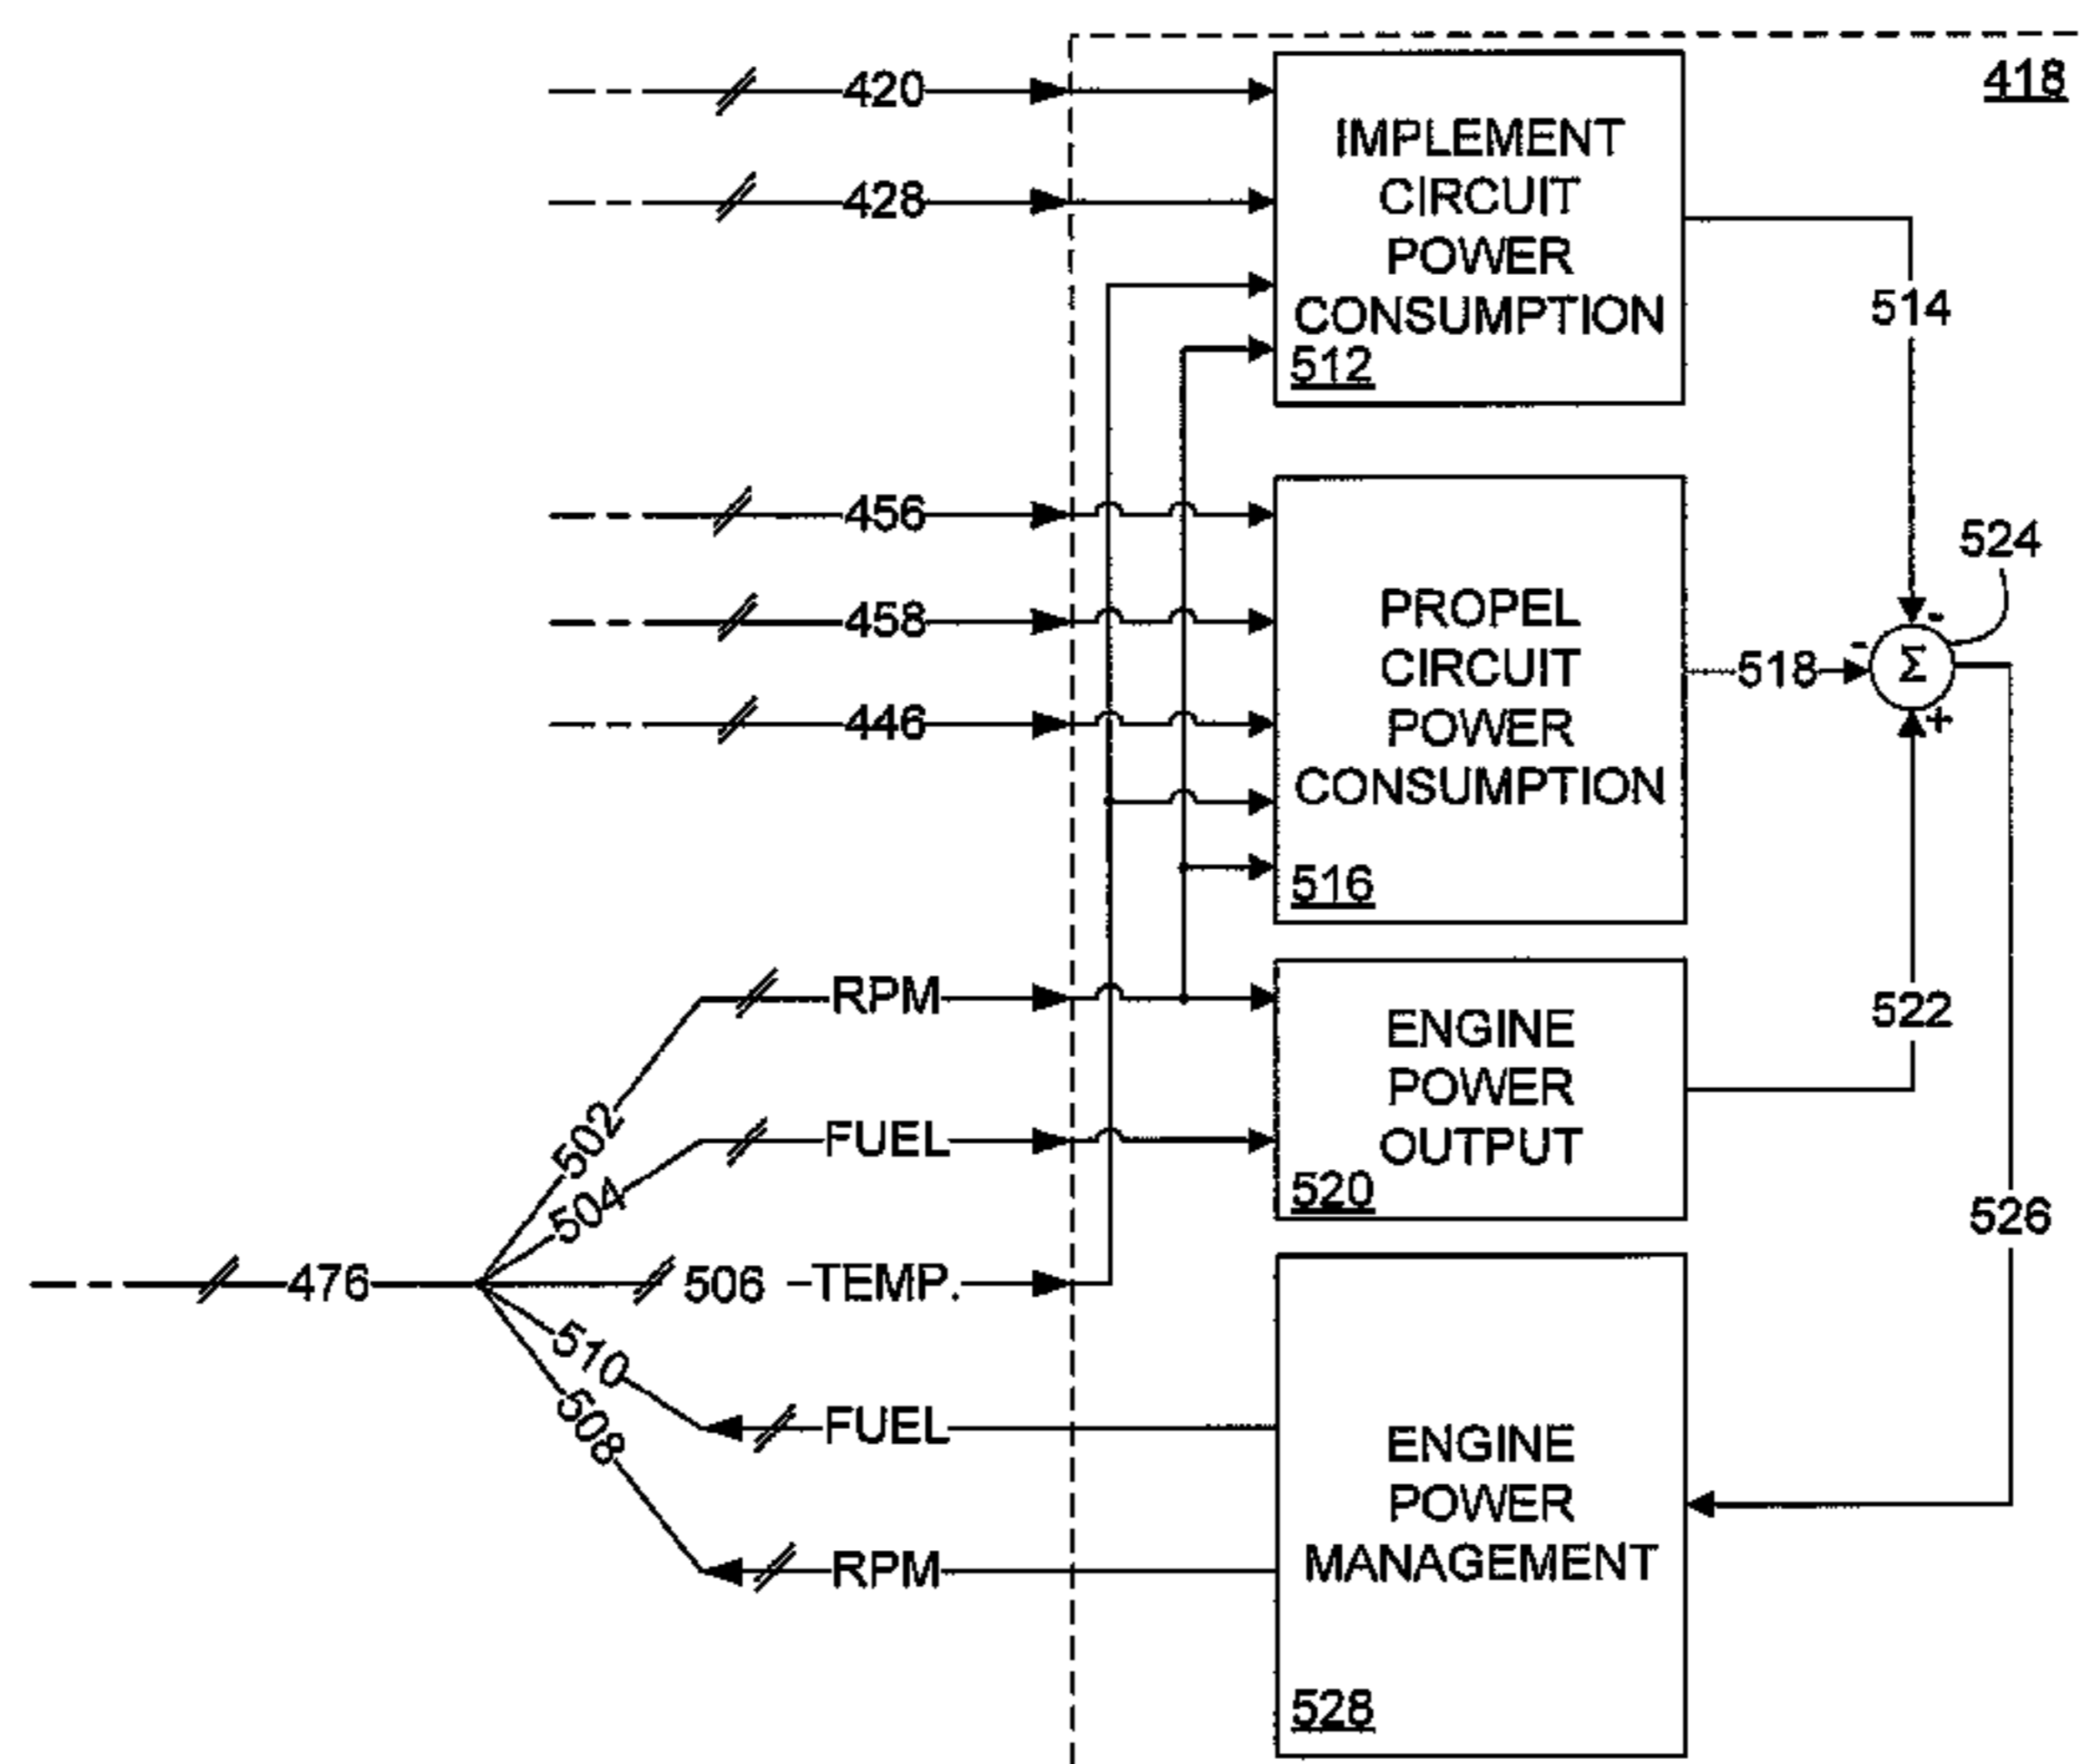 418
420
IMPLEMENT
CIRCUIT
POWER
CONSUMPTION
512
428
514
456
458
446
PROPEL
CIRCUIT
POWER
CONSUMPTION
516
524
-
-
518
Σ
+
RPM
502
FUEL
504
ENGINE
POWER
OUTPUT
520
522
526
476
506
TEMP.
510
FUEL
508
RPM
ENGINE
POWER
MANAGEMENT
528